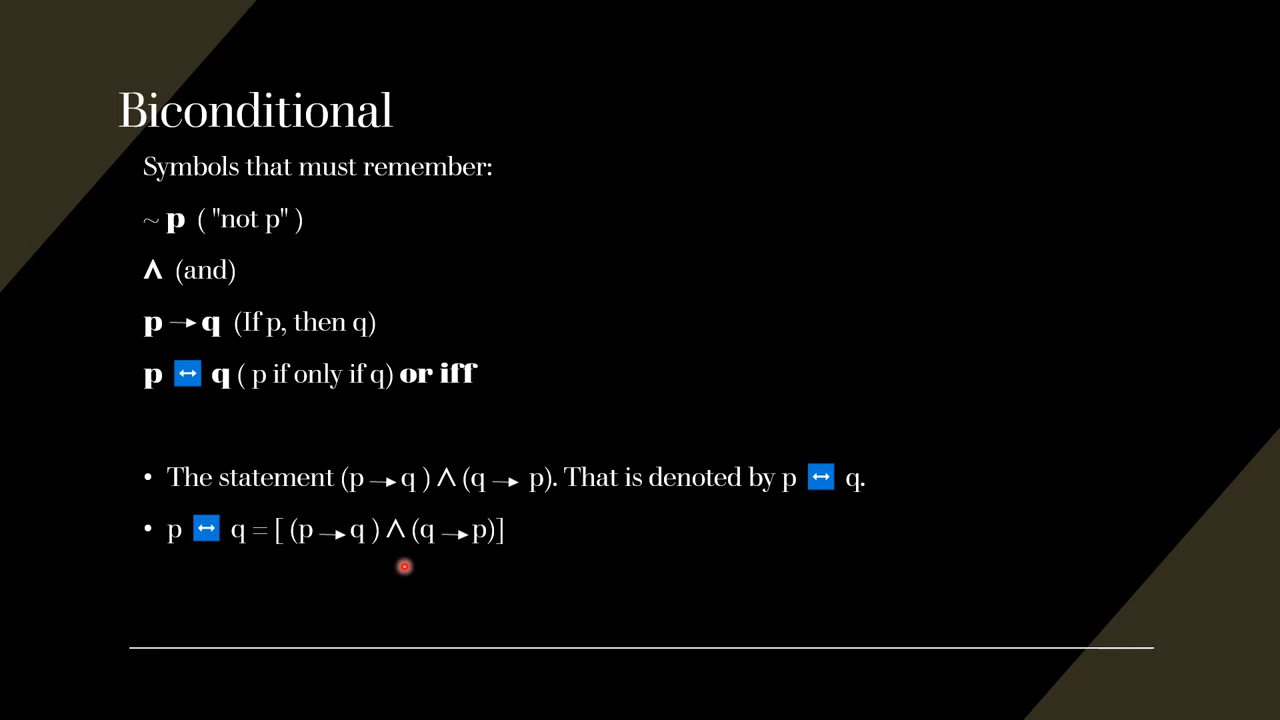 Biconditional
Symbols that must remember:
~ p ( "not p" )
∧ (and)
p → q (If p, then q)
p ↔ q ( p if only if q) or iff
• The statement (p → q ) ∧ (q → p). That is denoted by p ↔ q.
• p ↔ q = [ (p → q ) ∧ (q → p)]